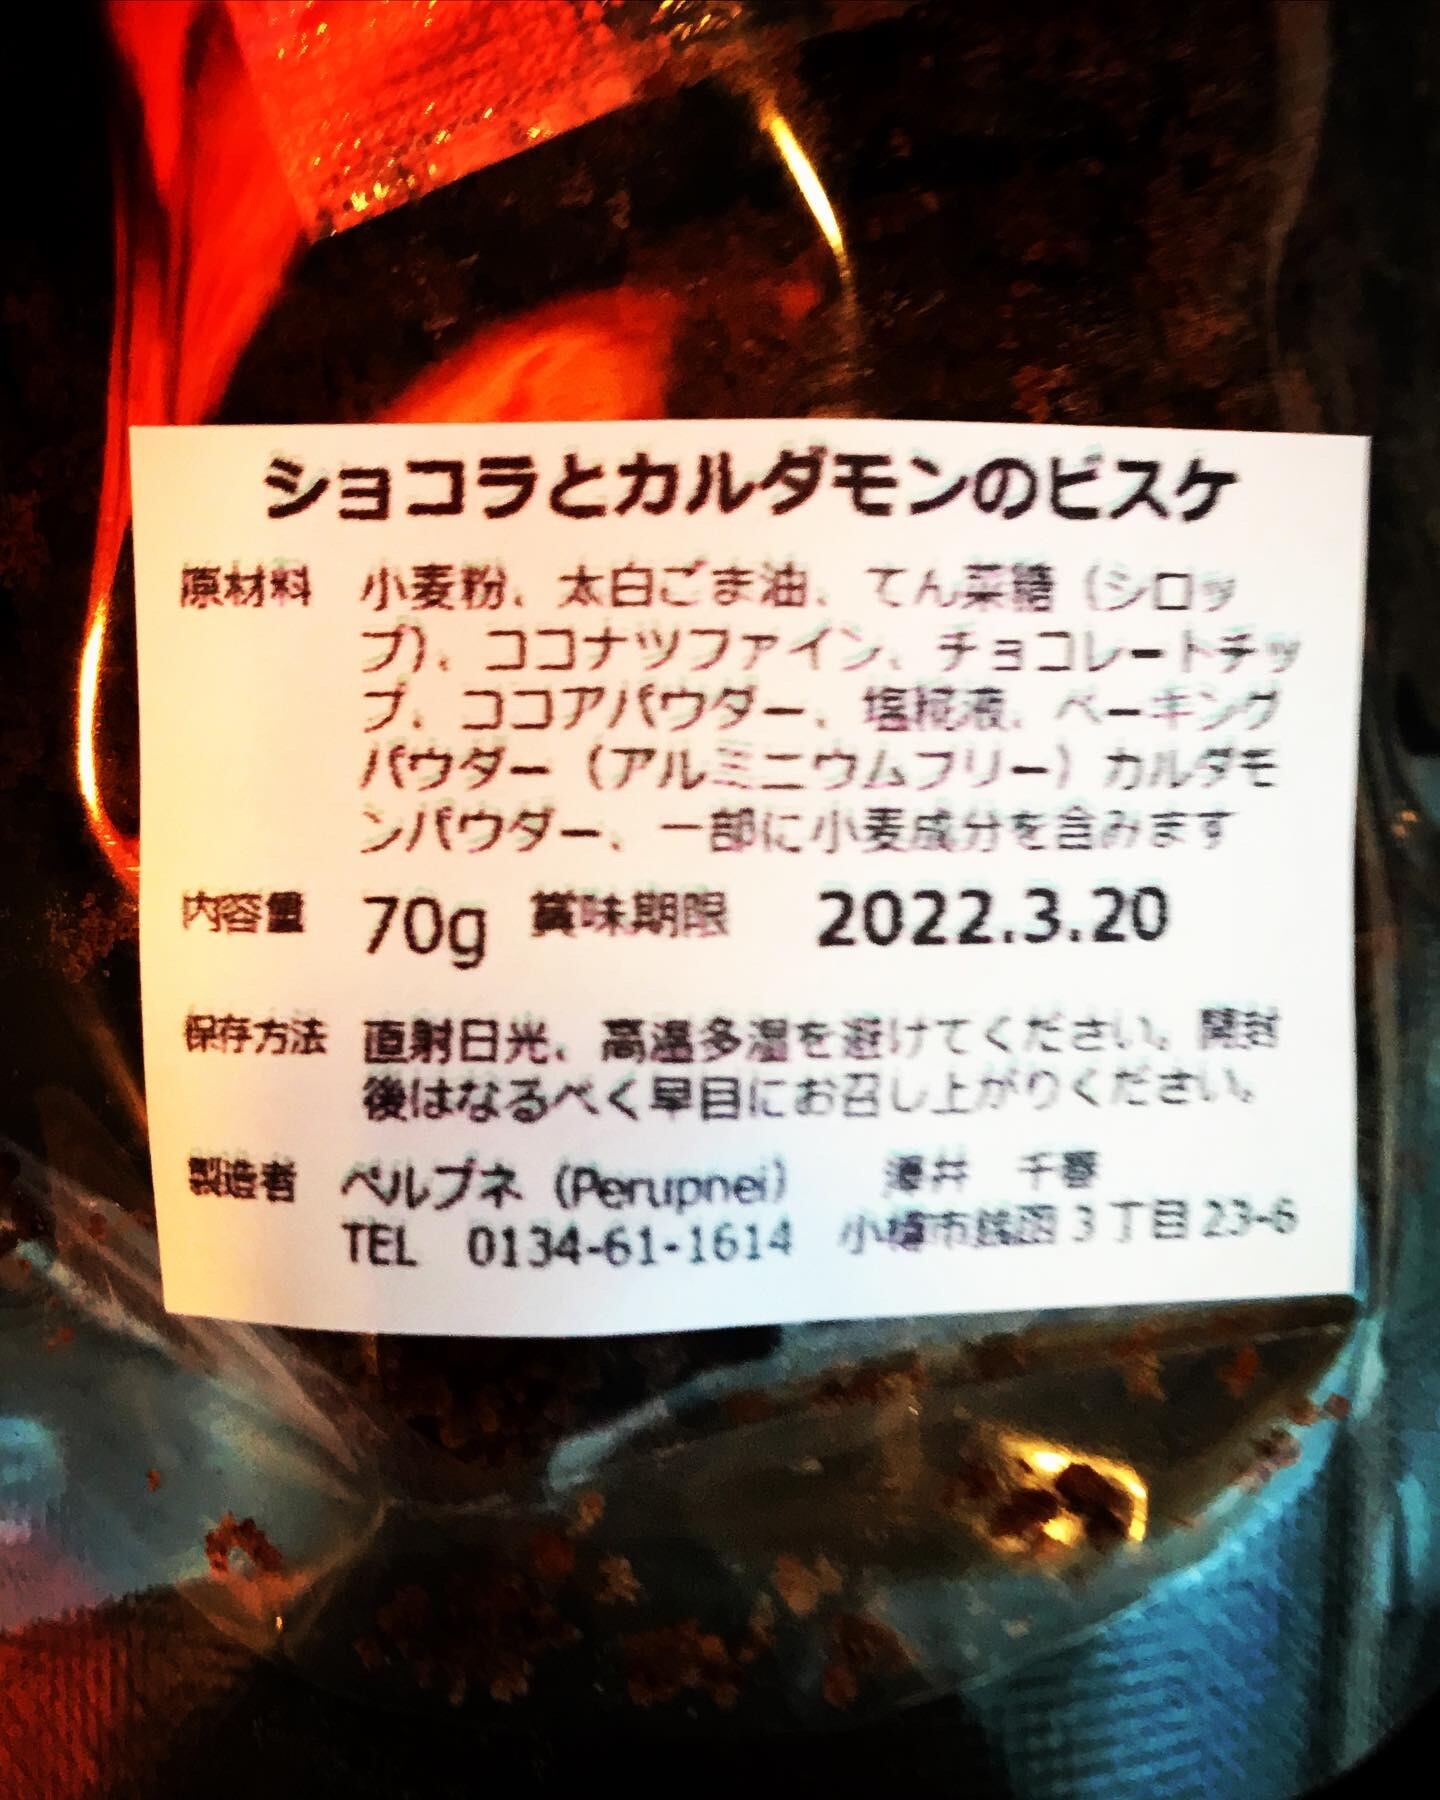 ショコラとカルダモンのビスケ
原材料 小麦粉、太白ごま油、てん菜糖（シロッ
プ）、ココナツファイン、チョコレートチッ
プ、ココアパウダー、塩糀液、ベーキング
パウダー（アルミニウムフリー）カルダモ
ンパウダー、一部に小麦成分を含みます
内容量 70g 賞味期限 2022.3.20
保存方法 直射日光、高温多湿を避けてください。開封
後はなるべく早目にお召し上がりください。
製造者 ペルプネ（Perupnei） 薄井 千春
TEL 0134-61-1614 小樽市銭函3丁目23-6